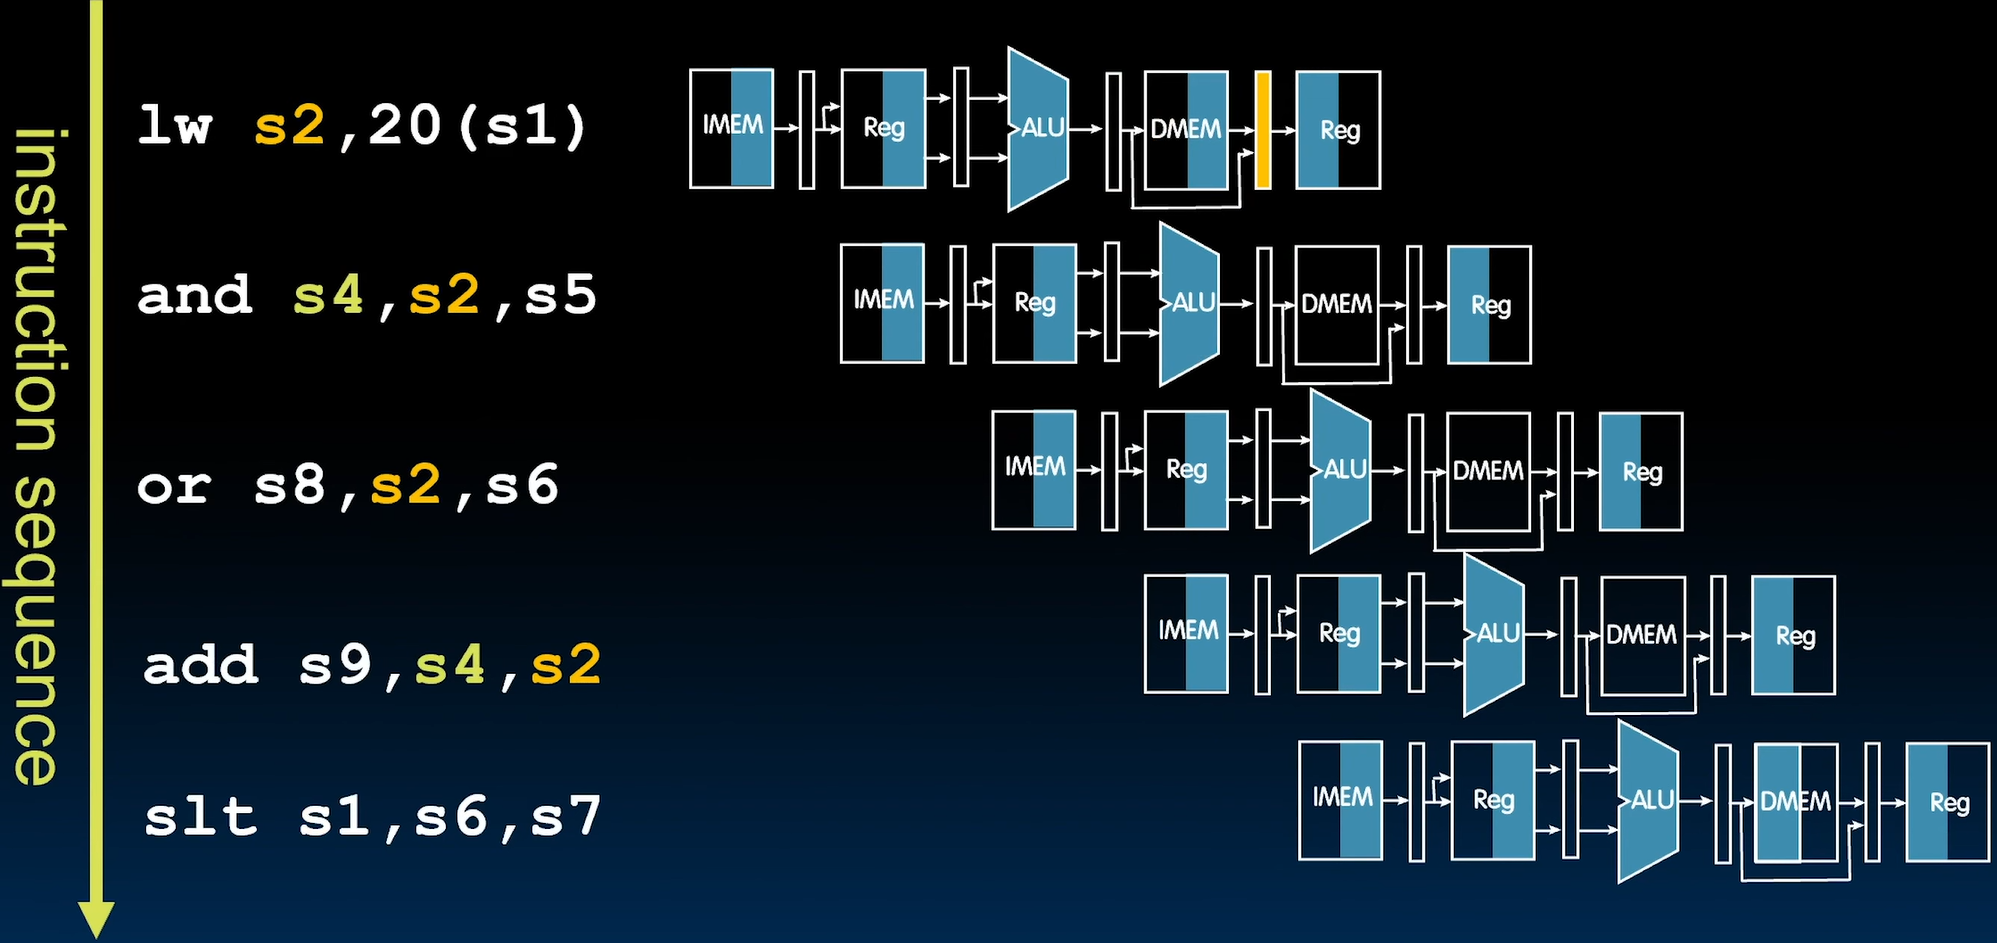 instruction sequence
lw s2,20(s1)
IMEM Reg ALU DMEM Reg
and s4,s2,s5
IMEM Reg ALU DMEM Reg
or s8,s2,s6
IMEM Reg ALU DMEM Reg
add s9,s4,s2
IMEM Reg ALU DMEM Reg
slt s1,s6,s7
IMEM Reg ALU DMEM Reg